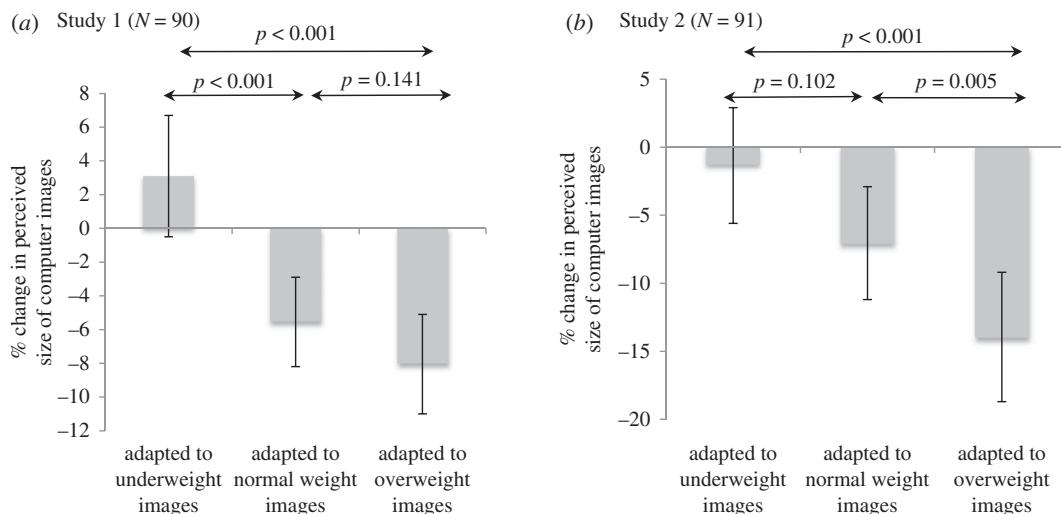 (a) Study 1 (N = 90)
p < 0.001
p < 0.001
p = 0.141
8
6
4
2
0
–2
–4
–6
–8
–10
–12
% change in perceived
size of computer images
adapted to
underweight
images
adapted to
normal weight
images
adapted to
overweight
images
(b) Study 2 (N = 91)
p < 0.001
p = 0.102
p = 0.005
5
0
–5
–10
–15
–20
% change in perceived
size of computer images
adapted to
underweight
images
adapted to
normal weight
images
adapted to
overweight
images